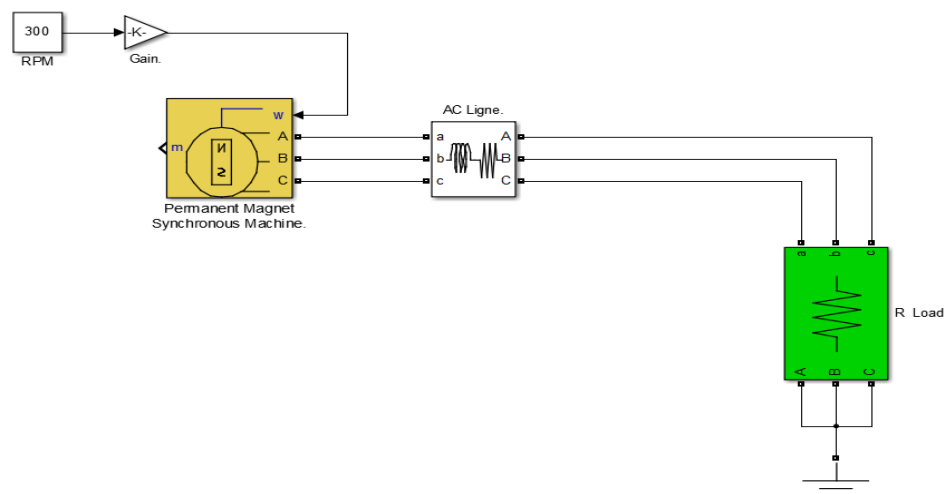 300
RPM
-K-
Gain.
w
m
A
B
C
N
S
Permanent Magnet
Synchronous Machine.
AC Ligne.
a
b
c
A
B
C
a
b
c
R Load
A
B
C